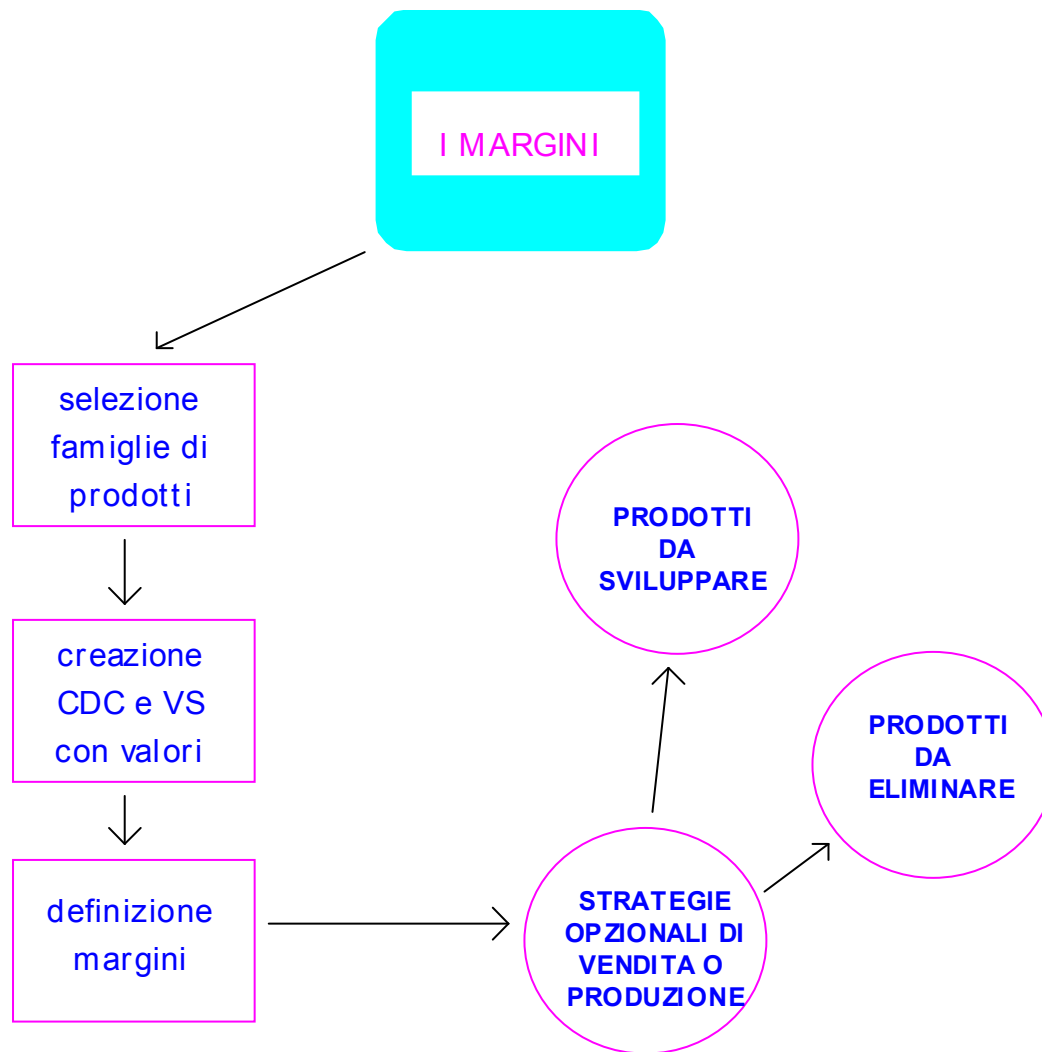 I MARGINI
selezione
famiglie di
prodotti
creazione
CDC e VS
con valori
definizione
margini
PRODOTTI
DA
SVILUPPARE
PRODOTTI
DA
ELIMINARE
STRATEGIE
OPZIONALI DI
VENDITA O
PRODUZIONE